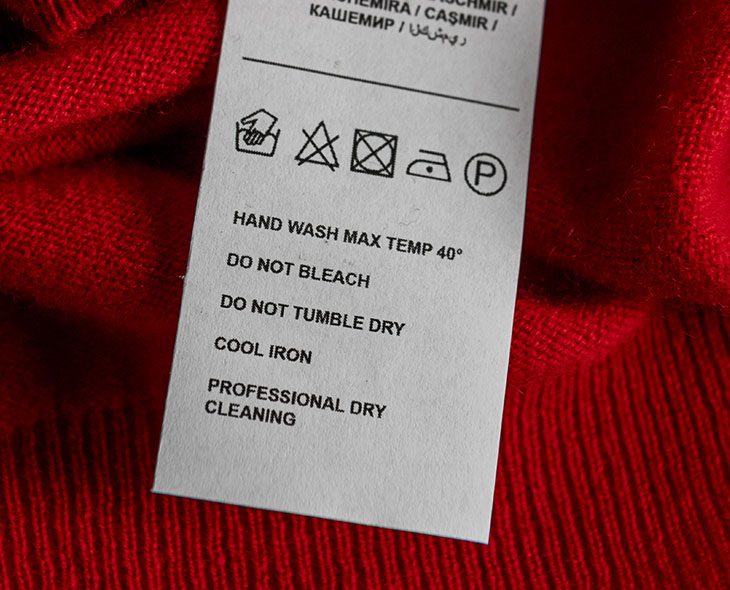 CASHMIR /
/ CAŞMIR /
КАШЕМИР /
P
HAND WASH MAX TEMP 40°
DO NOT BLEACH
DO NOT TUMBLE DRY
COOL IRON
PROFESSIONAL DRY
CLEANING